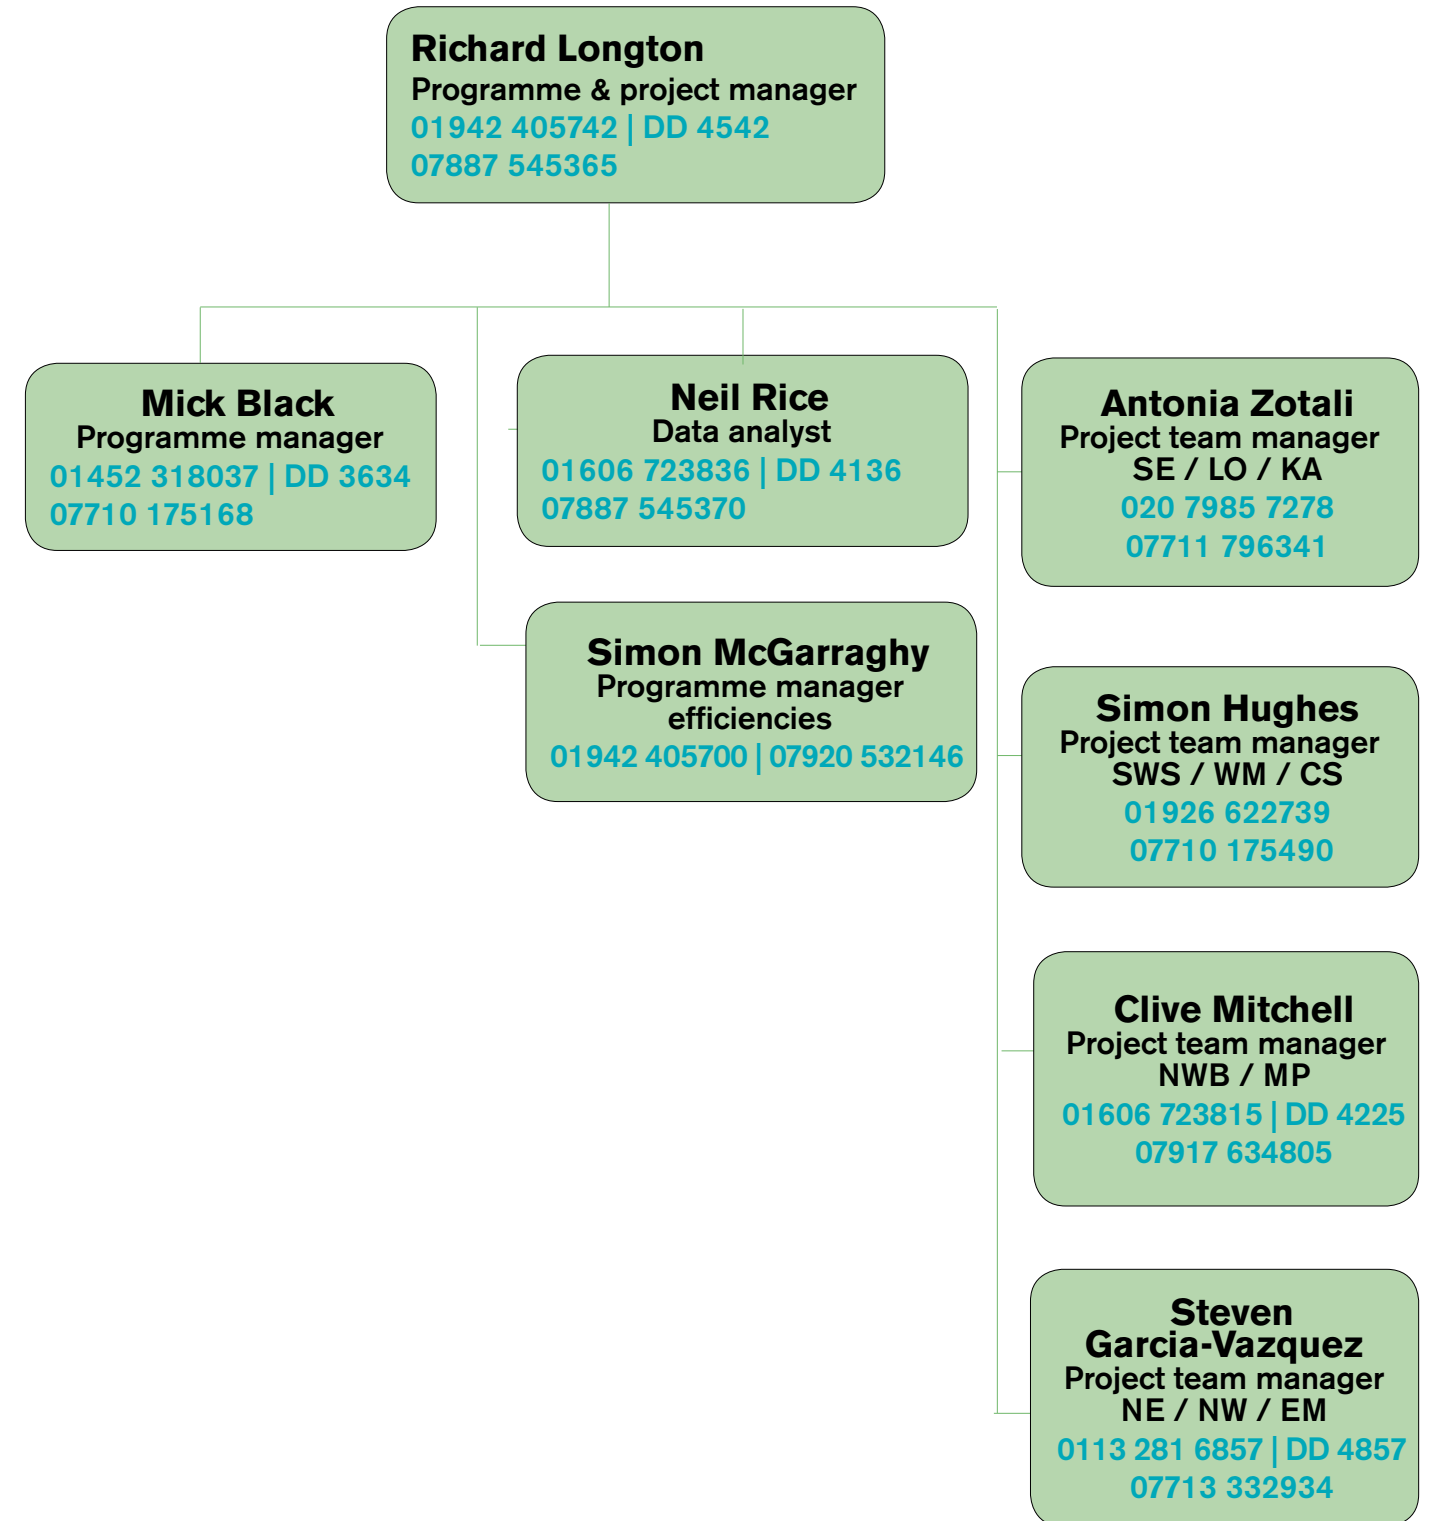 Richard Longton
Programme & project manager
01942 405742 | DD 4542
07887 545365
Mick Black
Programme manager
01452 318037 | DD 3634
07710 175168
Neil Rice
Data analyst
01606 723836 | DD 4136
07887 545370
Simon McGarraghy
Programme manager
efficiencies
01942 405700 | 07920 532146
Antonia Zotali
Project team manager
SE / LO / KA
020 7985 7278
07711 796341
Simon Hughes
Project team manager
SWS / WM / CS
01926 622739
07710 175490
Clive Mitchell
Project team manager
NWB / MP
01606 723815 | DD 4225
07917 634805
Steven
Garcia-Vazquez
Project team manager
NE / NW / EM
0113 281 6857 | DD 4857
07713 332934